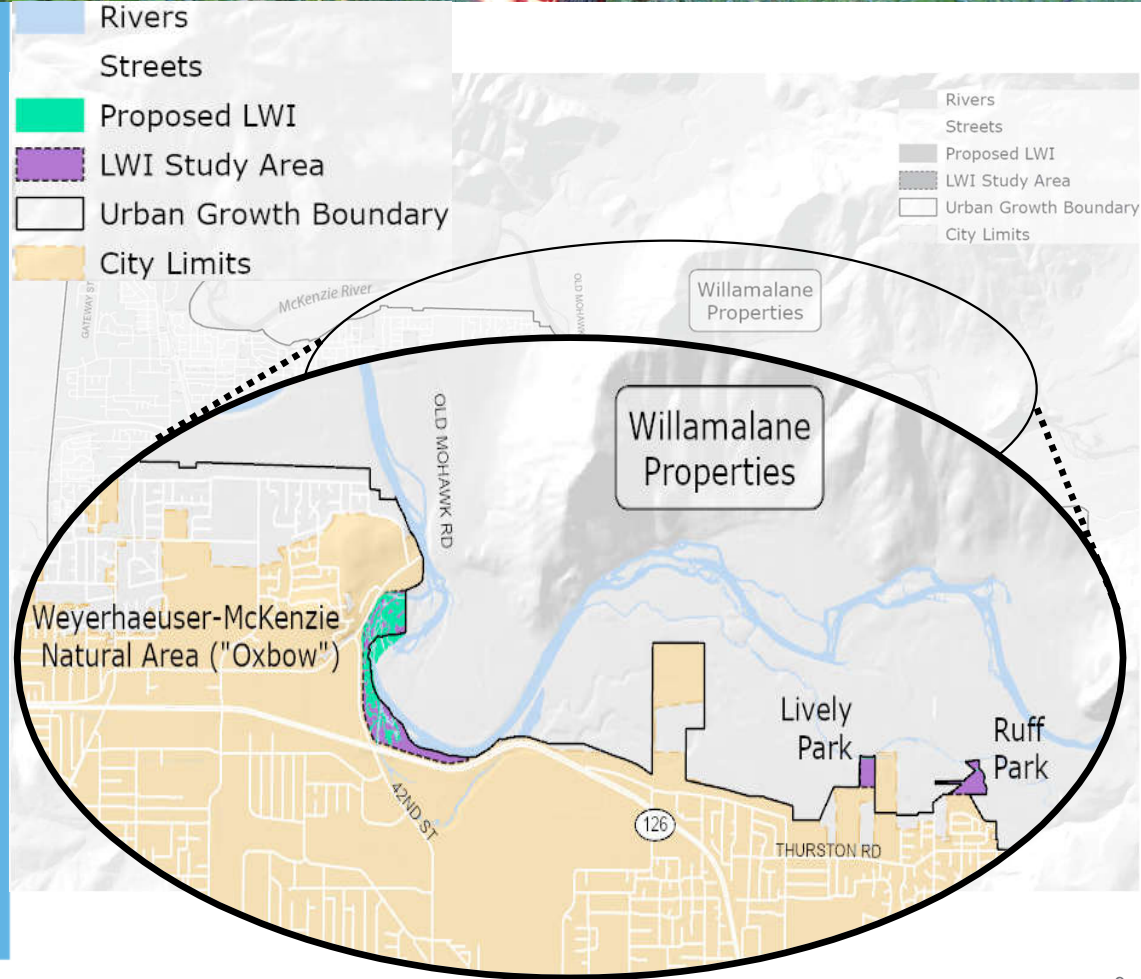 Rivers
Streets
Proposed LWI
LWI Study Area
Urban Growth Boundary
City Limits
Rivers
Streets
Proposed LWI
LWI Study Area
Urban Growth Boundary
City Limits
GATEWAY ST
McKenzie River
OLD MOHAWK
Willamalane
Properties
OLD MOHAWK RD
Willamalane
Properties
Weyerhaeuser-McKenzie
Natural Area ("Oxbow")
Lively
Park
Ruff
Park
42ND ST
126
THURSTON RD